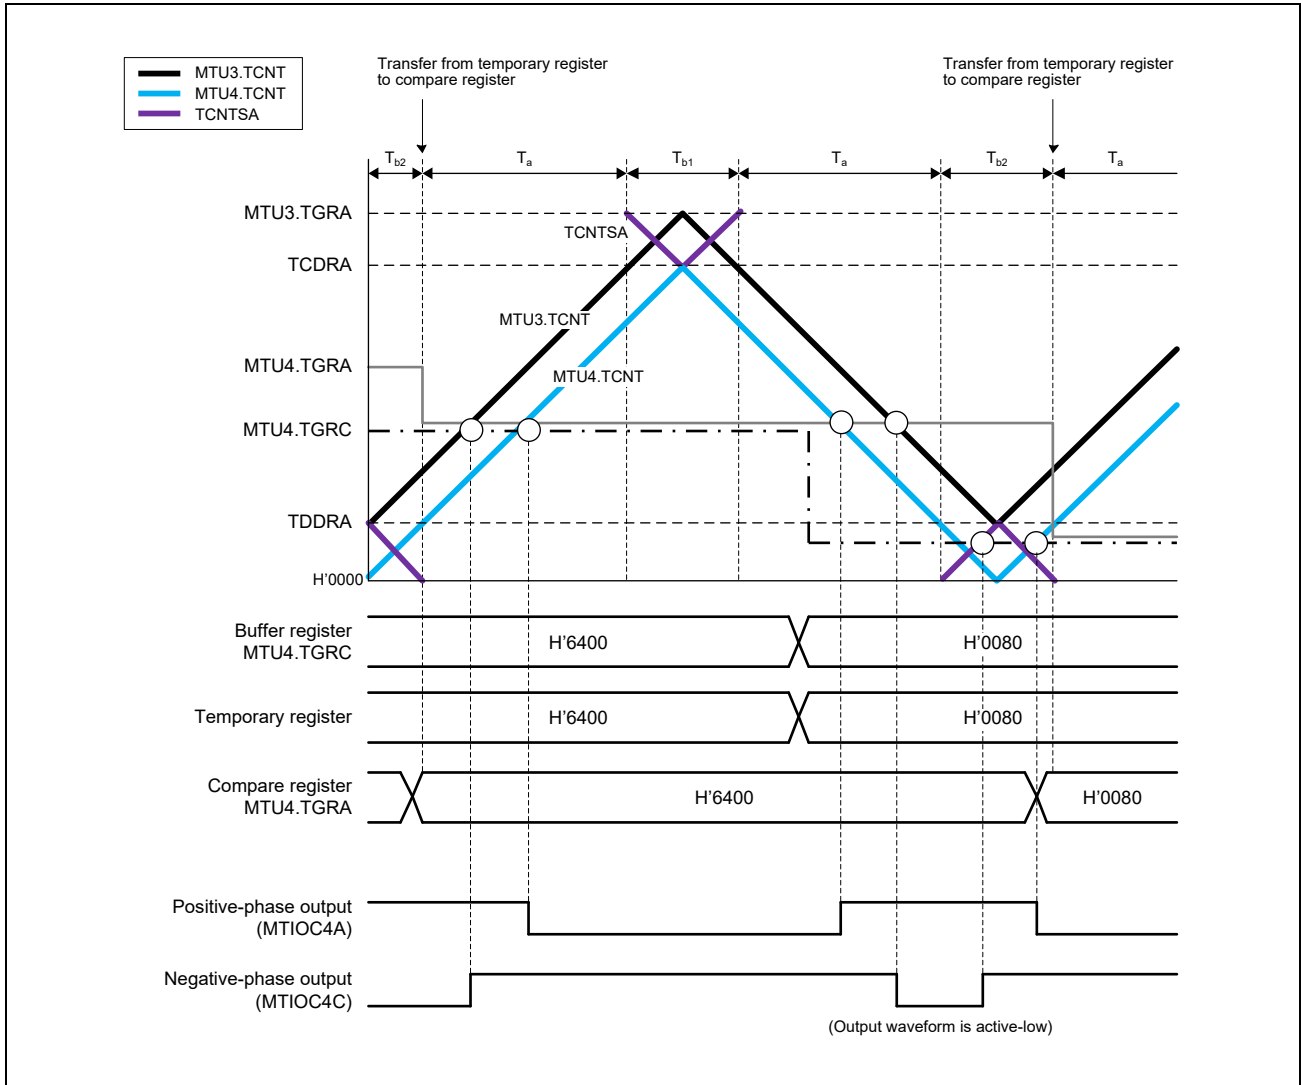 MTU3.TCNT
MTU4.TCNT
TCNTSA
Transfer from temporary register
to compare register
Transfer from temporary register
to compare register
Tb2
Ta
Tb1
Ta
Tb2
Ta
MTU3.TGRA
TCNTSA
TCDRA
MTU3.TCNT
MTU4.TGRA
MTU4.TCNT
MTU4.TGRC
TDDRA
H'0000
Buffer register
MTU4.TGRC
H'6400
H'0080
Temporary register
H'6400
H'0080
Compare register
MTU4.TGRA
H'6400
H'0080
Positive-phase output
(MTIOC4A)
Negative-phase output
(MTIOC4C)
(Output waveform is active-low)